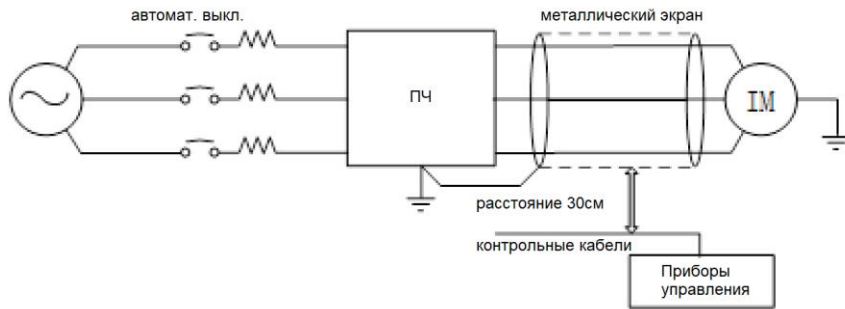 автомат. выкл.
металлический экран
ПЧ
IM
расстояние 30см
контрольные кабели
Приборы
управления